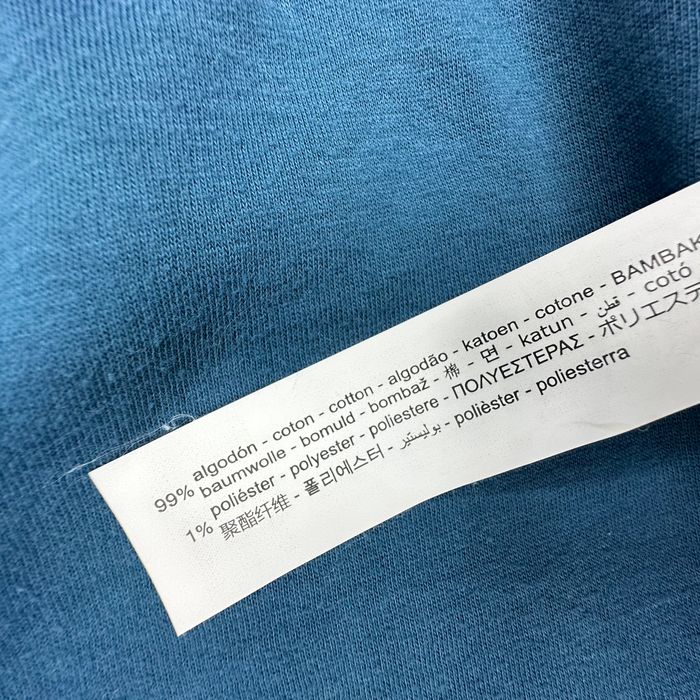 99% algodón - coton - cotton - algodão - katoen - cotone - BAMBAK
baumwolle - bomuld - bombaž - 棉 - 면 - katun - قطن - cotó
1% poliéster - polyester - poliestere - ΠΟΛΥΕΣΤΕΡΑΣ - ポリエステ
聚酯纤维 - 폴리에스터 - بوليستير - polièster - poliesterra